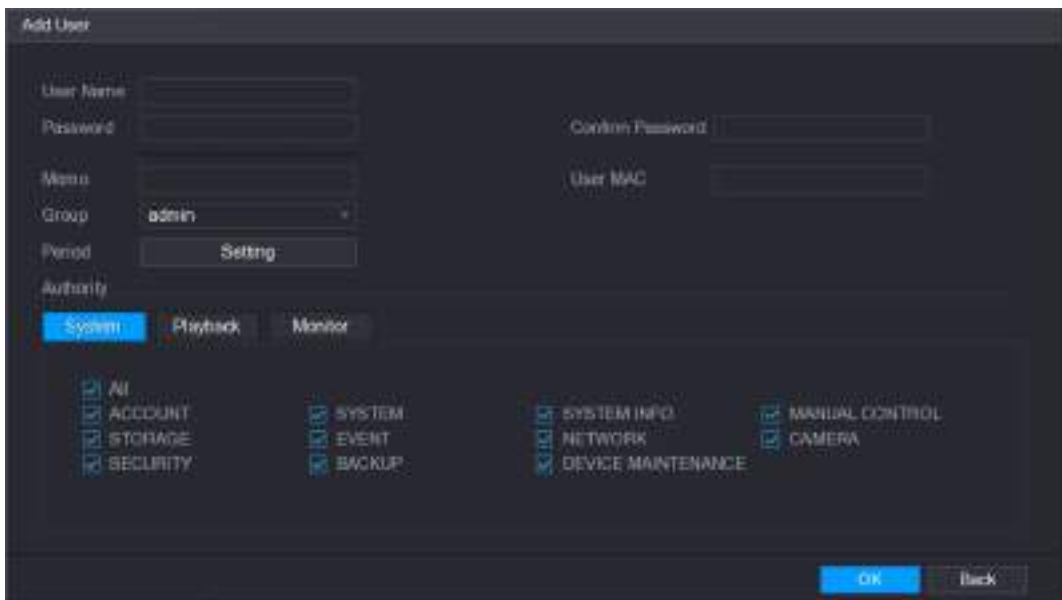 Add User
User Name
Password Confirm Password
Memo User MAC
Group admin
Period Setting
Authority
System Playback Monitor
All
ACCOUNT SYSTEM SYSTEM INFO MANUAL CONTROL
STORAGE EVENT NETWORK CAMERA
SECURITY BACKUP DEVICE MAINTENANCE
OK Back